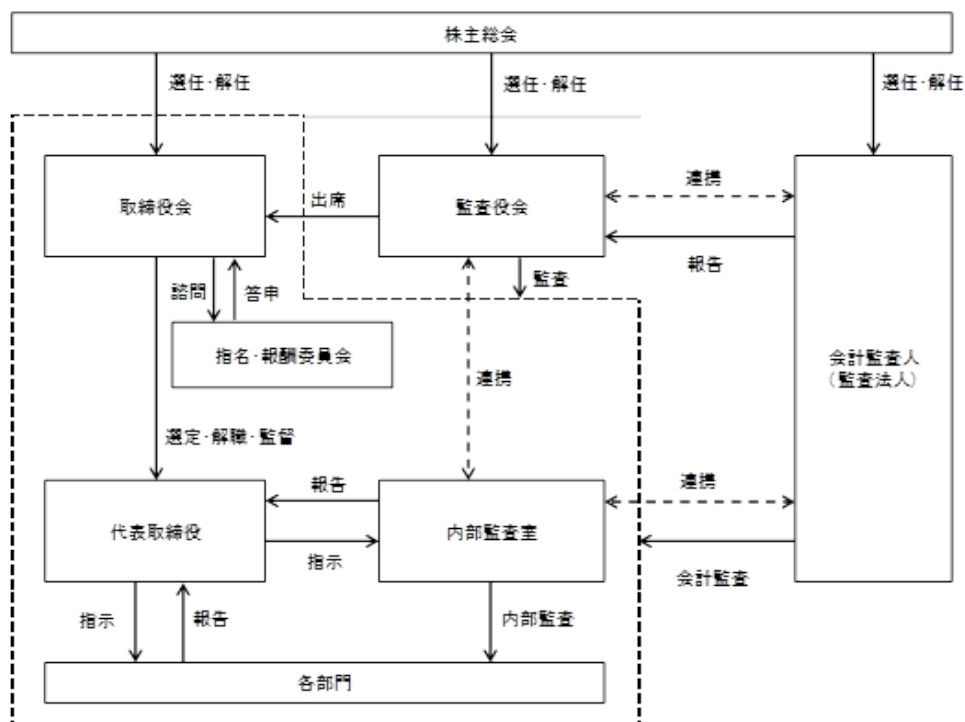 株主総会
選任・解任
選任・解任
選任・解任
取締役会
出席
監査役会
連携
報告
諮問
答申
監査
指名・報酬委員会
連携
会計監査人
(監査法人)
選定・解職・監督
代表取締役
報告
指示
内部監査室
連携
会計監査
指示
報告
内部監査
各部門